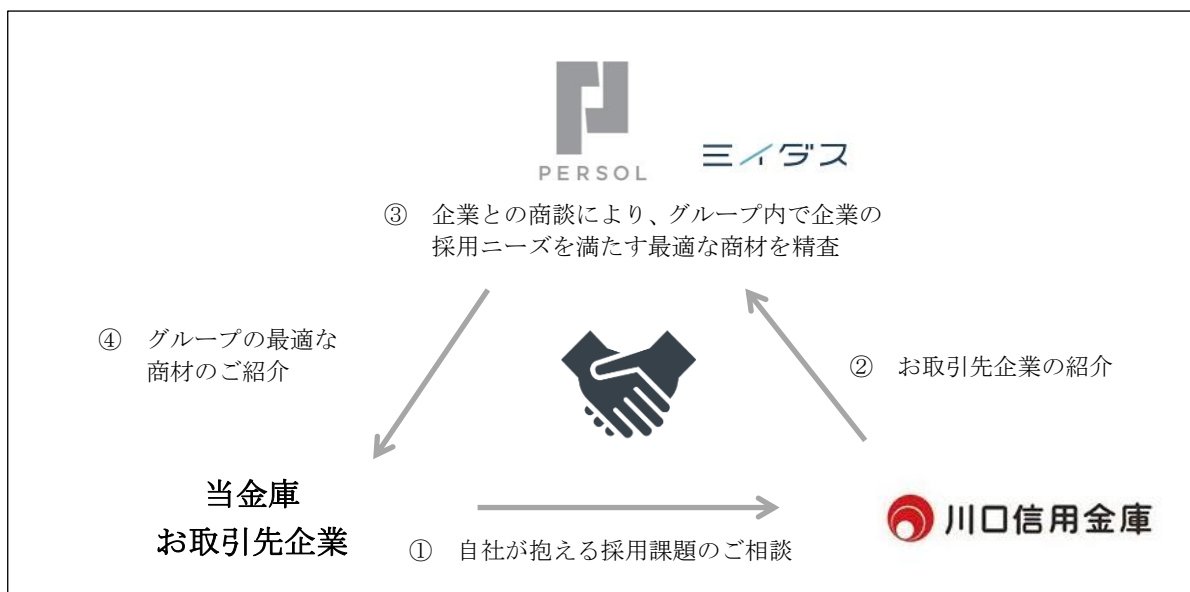 PERSOL
ミイダス
③ 企業との商談により、グループ内で企業の
採用ニーズを満たす最適な商材を精査
④ グループの最適な
商材のご紹介
② お取引先企業の紹介
当金庫
お取引先企業
① 自社が抱える採用課題のご相談
川口信用金庫